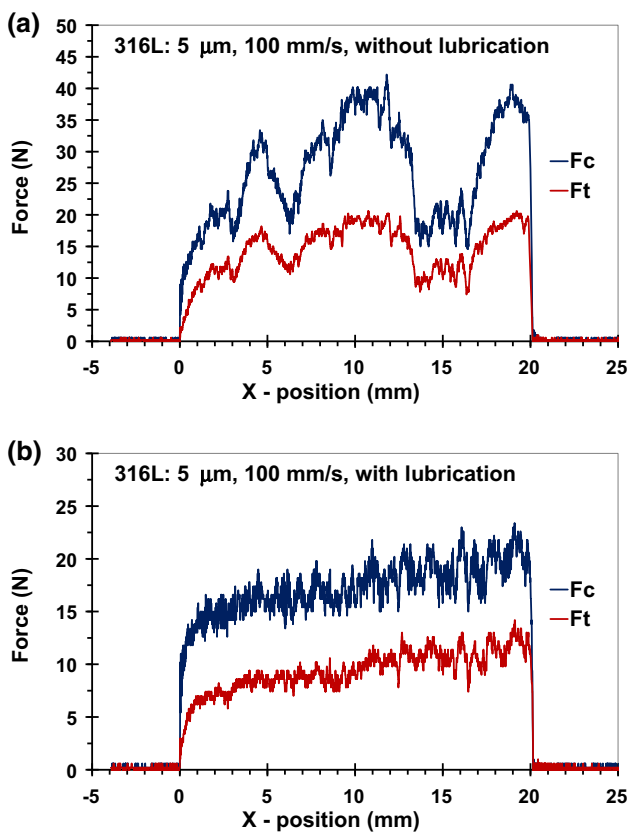 (a)
316L: 5 μm, 100 mm/s, without lubrication
50
45
40
35
30
25
20
15
10
5
0
Force (N)
Fc
Ft
-5 0 5 10 15 20 25
X - position (mm)
(b)
316L: 5 μm, 100 mm/s, with lubrication
30
25
20
15
10
5
0
Force (N)
Fc
Ft
-5 0 5 10 15 20 25
X - position (mm)